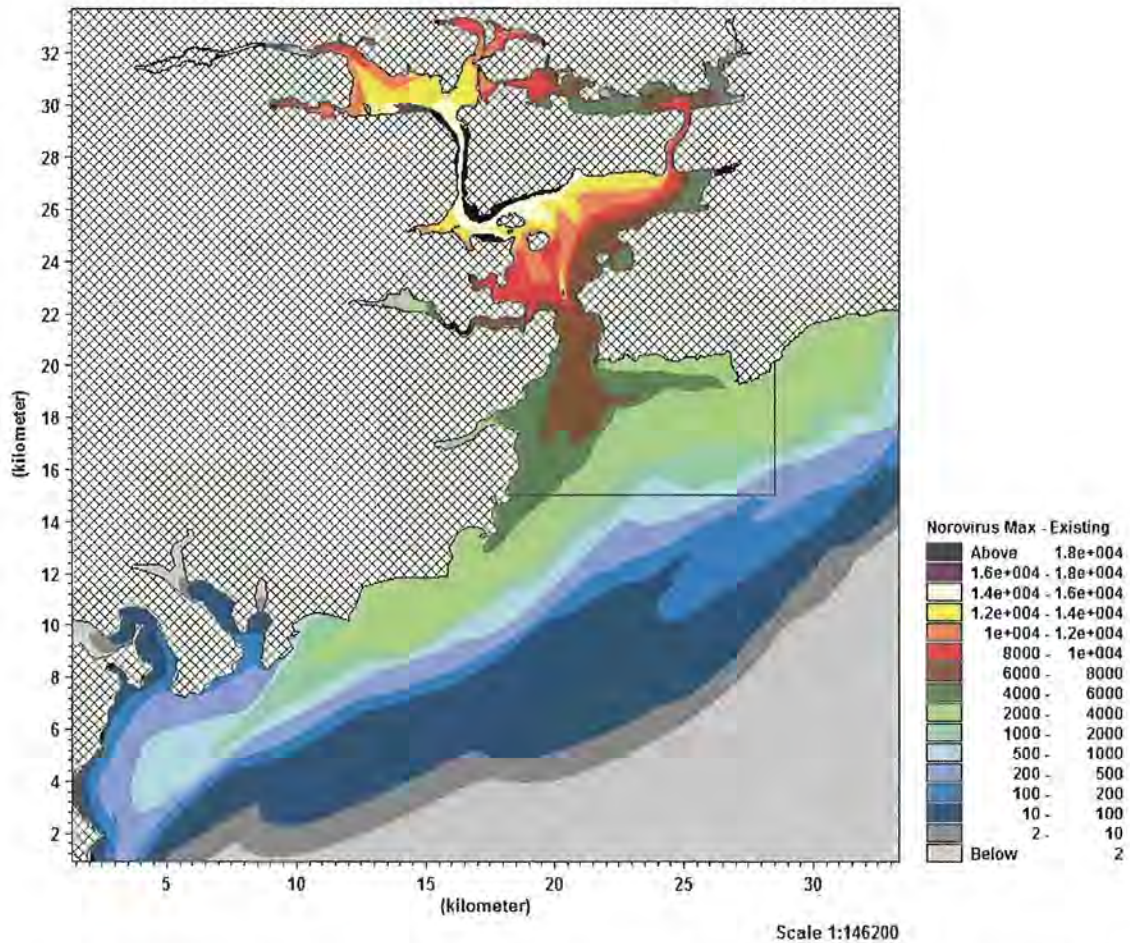 32
30
28
26
24
22
20
18
16
14
12
10
8
6
4
2
(kilometer)
5 10 15 20 25 30
(kilometer)
Scale 1:146200
Norovirus Max - Existing
Above 1.8e+004
1.6e+004 - 1.8e+004
1.4e+004 - 1.6e+004
1.2e+004 - 1.4e+004
1e+004 - 1.2e+004
8000 - 1e+004
6000 - 8000
4000 - 6000
2000 - 4000
1000 - 2000
500 - 1000
200 - 500
100 - 200
10 - 100
2 - 10
Below 2